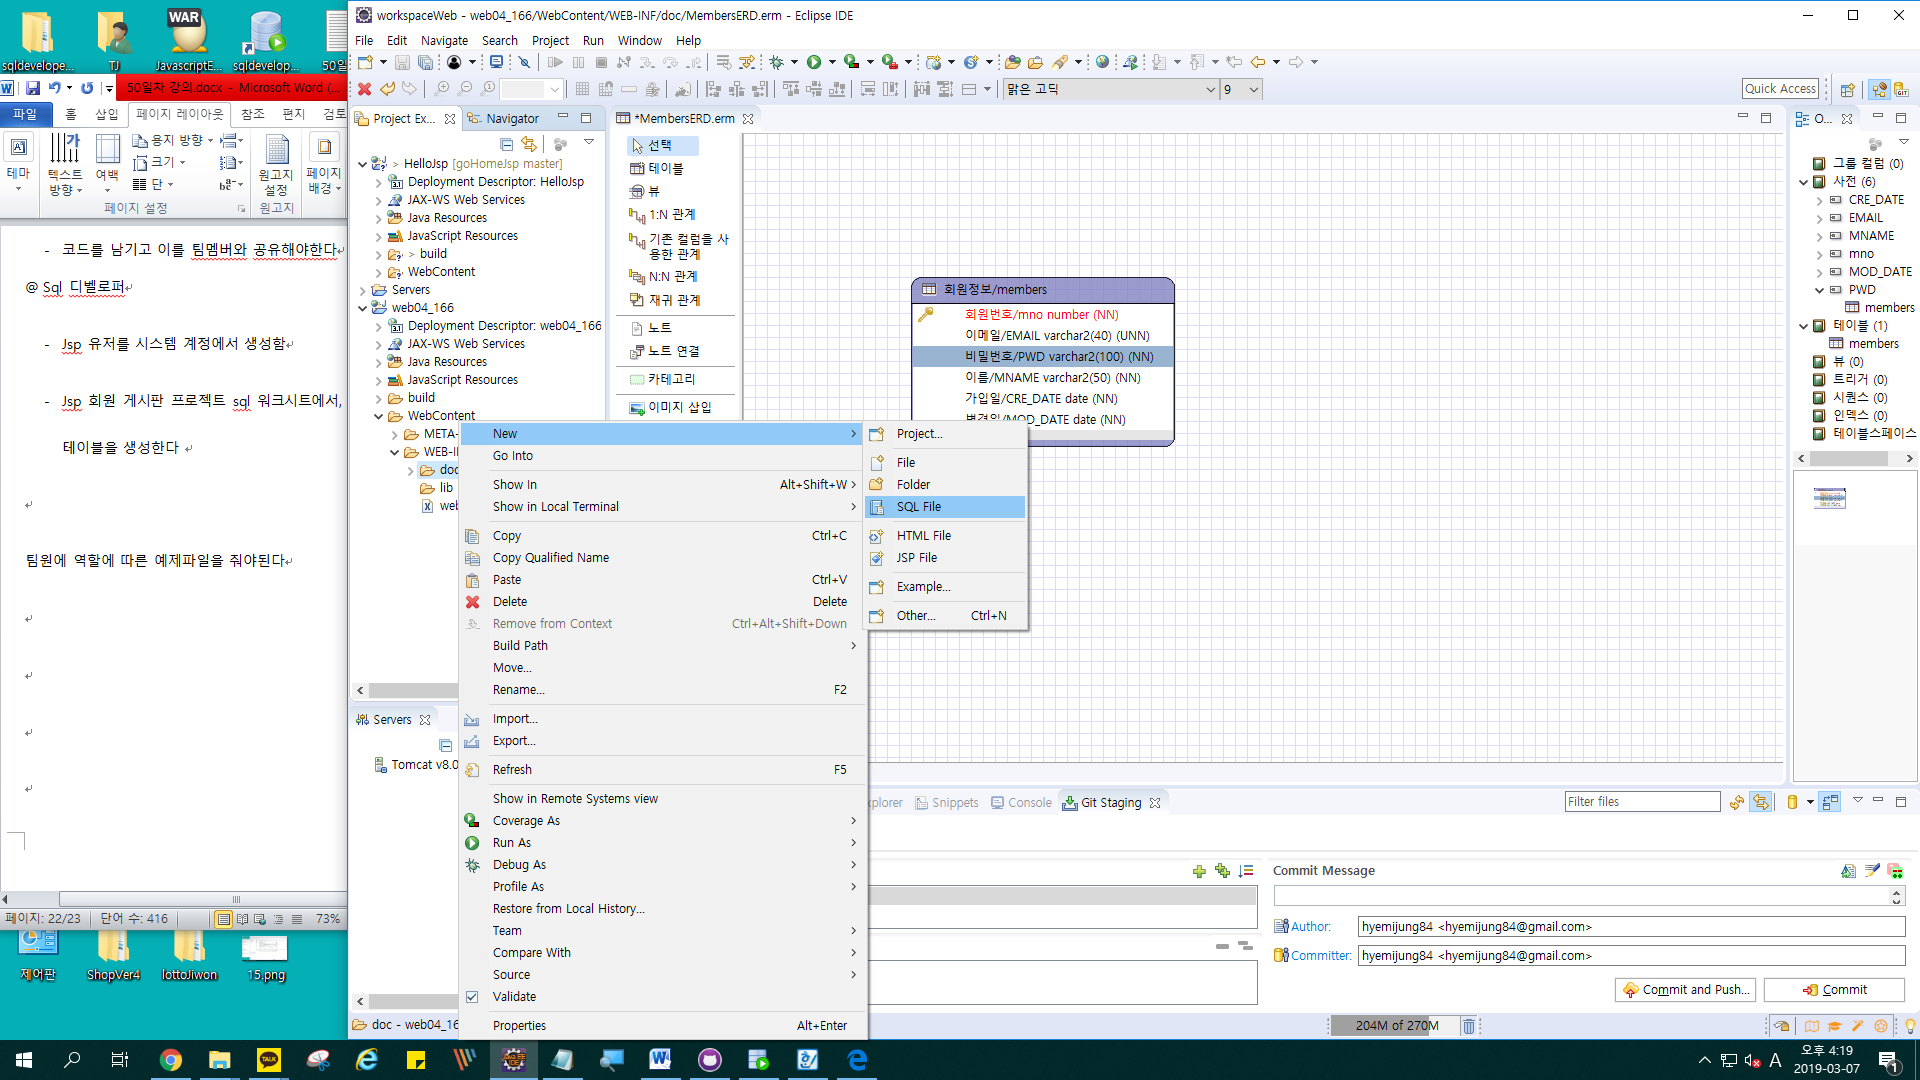 sqldevelope...
TJ
WAR
JavascriptE...
sqldevelop...
50일
50일차 강의.docx - Microsoft Word (...
파일
홈
삽입
페이지 레이아웃
참조
편지
검토
테마
텍스트 방향
여백
용지 방향
크기
단
원고지 설정
페이지 배경
페이지 설정
원고지
- 코드를 남기고 이를 팀멤버와 공유해야한다
@ Sql 디벨로퍼
- Jsp 유저를 시스템 계정에서 생성함
- Jsp 회원 게시판 프로젝트 sql 워크시트에서,
테이블을 생성한다
팀원에 역할에 따른 예제파일을 줘야된다
페이지: 22/23
단어 수: 416
73%
제어판
ShopVer4
lottoJiwon
15.png
workspaceWeb - web04_166/WebContent/WEB-INF/doc/MembersERD.erm - Eclipse IDE
File Edit Navigate Search Project Run Window Help
맑은 고딕
9
Quick Access
Project Ex...
Navigator
> HelloJsp [goHomeJsp master]
Deployment Descriptor: HelloJsp
JAX-WS Web Services
Java Resources
JavaScript Resources
> build
WebContent
Servers
web04_166
Deployment Descriptor: web04_166
JAX-WS Web Services
Java Resources
JavaScript Resources
build
WebContent
META-
WEB-I
doc
lib
web
*MembersERD.erm
선택
테이블
뷰
1:N 관계
기존 컬럼을 사
용한 관계
N:N 관계
재귀 관계
노트
노트 연결
카테고리
이미지 삽입
회원정보/members
회원번호/mno number (NN)
이메일/EMAIL varchar2(40) (UNN)
비밀번호/PWD varchar2(100) (NN)
이름/MNAME varchar2(50) (NN)
가입일/CRE_DATE date (NN)
변경일/MOD_DATE date (NN)
New
Go Into
Show In Alt+Shift+W
Show in Local Terminal
Copy Ctrl+C
Copy Qualified Name
Paste Ctrl+V
Delete Delete
Remove from Context Ctrl+Alt+Shift+Down
Build Path
Move...
Rename... F2
Import...
Export...
Refresh F5
Show in Remote Systems view
Coverage As
Run As
Debug As
Profile As
Restore from Local History...
Team
Compare With
Source
Validate
Properties Alt+Enter
Project...
File
Folder
SQL File
HTML File
JSP File
Example...
Other... Ctrl+N
O...
그룹 컬럼 (0)
사전 (6)
CRE_DATE
EMAIL
MNAME
mno
MOD_DATE
PWD
members
테이블 (1)
members
뷰 (0)
트리거 (0)
시퀀스 (0)
인덱스 (0)
테이블스페이스
Servers
Tomcat v8.0
xplorer
Snippets
Console
Git Staging
Filter files
Commit Message
Author: hyemijung84 <hyemijung84@gmail.com>
Committer: hyemijung84 <hyemijung84@gmail.com>
Commit and Push...
Commit
doc - web04_16
204M of 270M
TALK
A
오후 4:19
2019-03-07
1